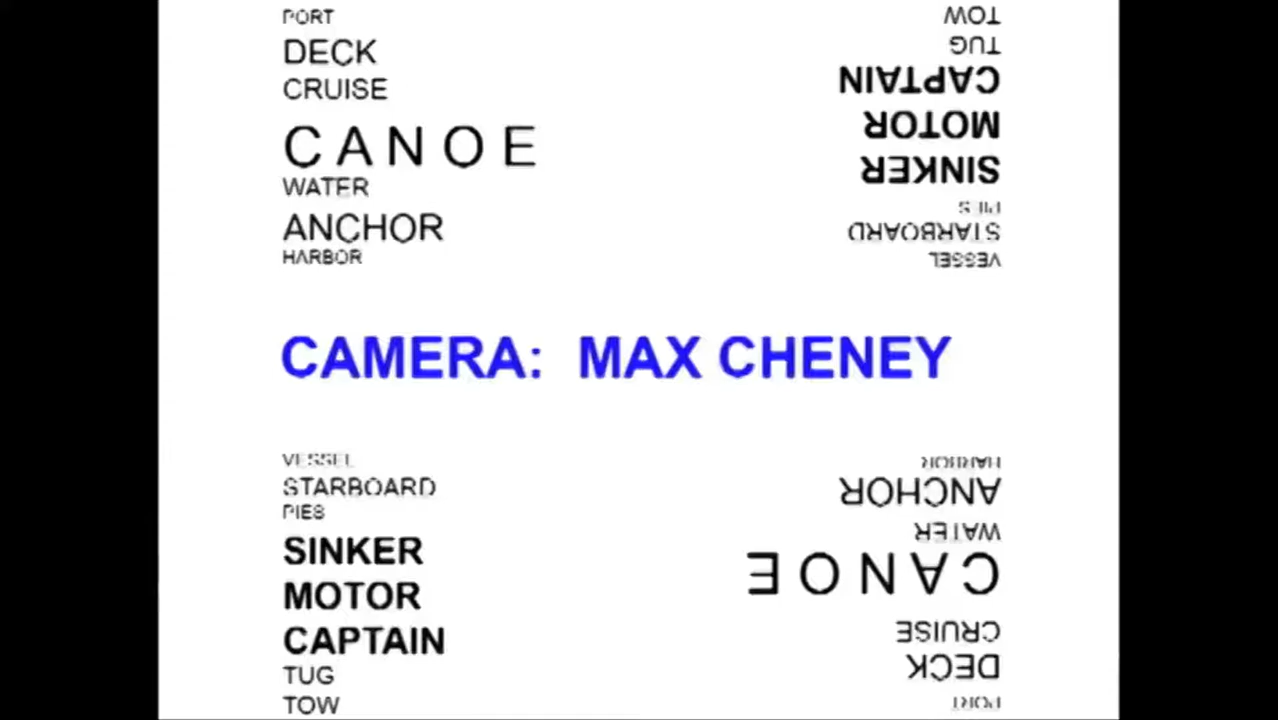 PORT
DECK
CRUISE
CANOE
WATER
ANCHOR
HARBOR
TOW
TUG
CAPTAIN
MOTOR
SINKER
PIES
STARBOARD
VESSEL
CAMERA: MAX CHENEY
VESSEL
STARBOARD
PIES
SINKER
MOTOR
CAPTAIN
TUG
TOW
HARBOR
ANCHOR
WATER
CANOE
CRUISE
DECK
PORT